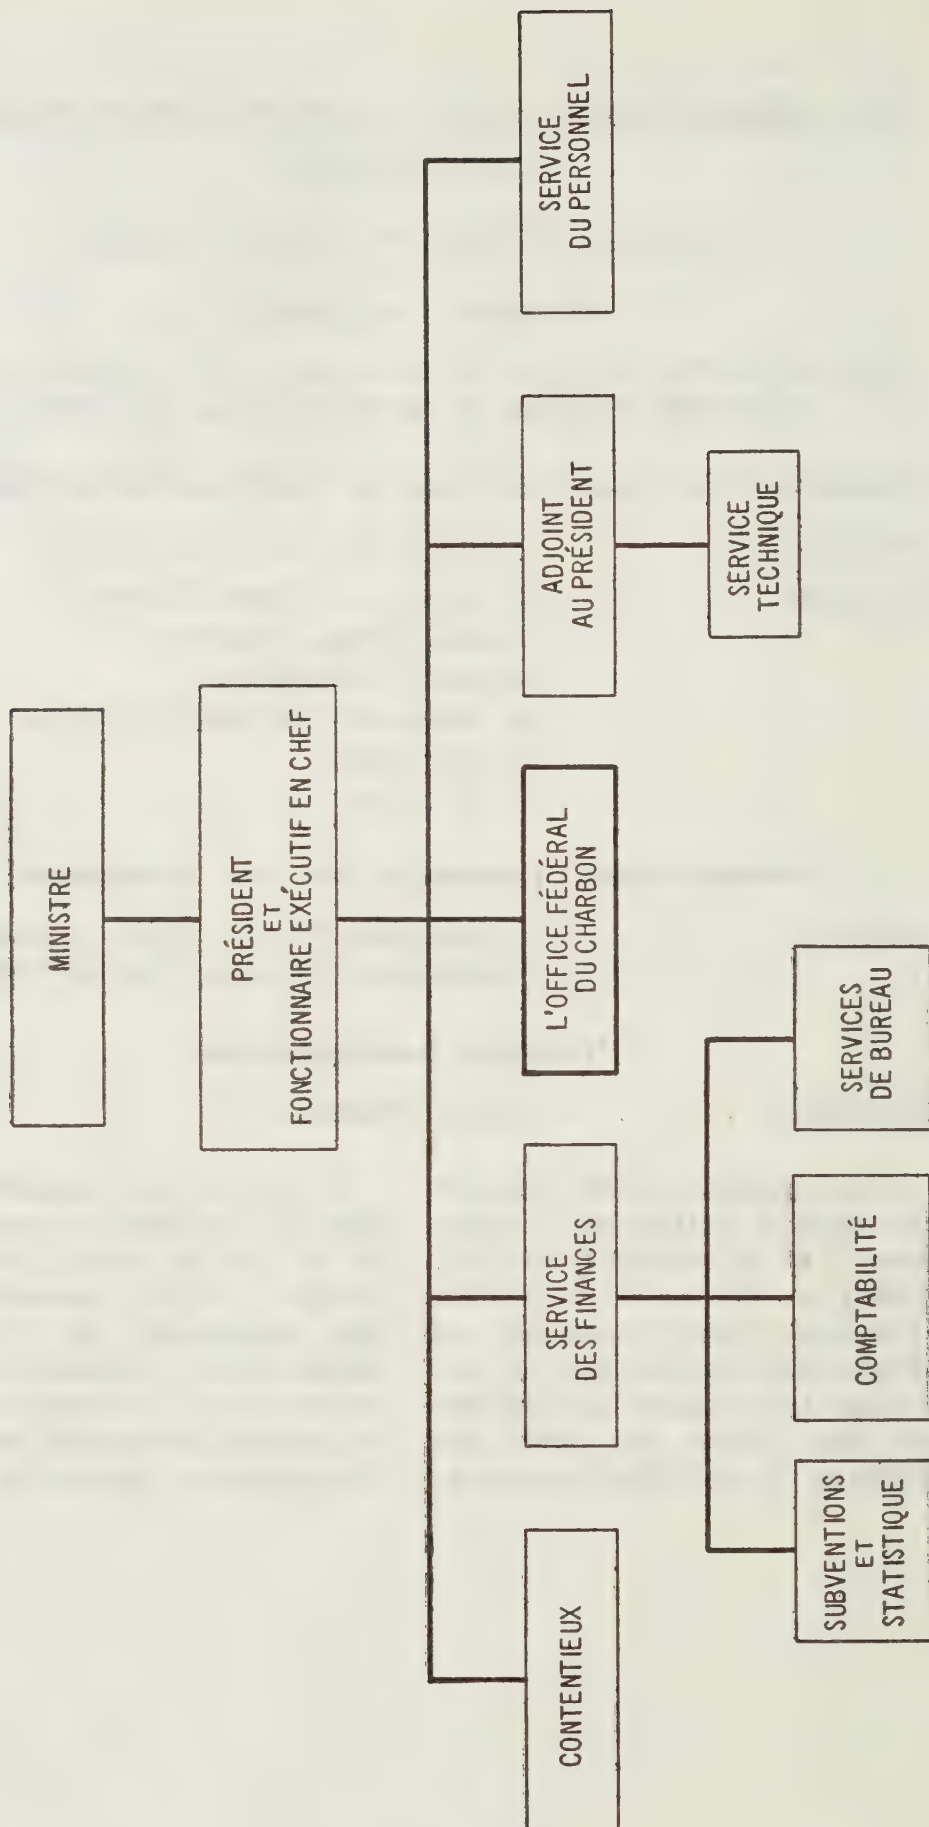 MINISTRE
PRÉSIDENT
ET
FONCTIONNAIRE EXÉCUTIF EN CHEF
CONTENTIEUX
SERVICE
DES FINANCES
L'OFFICE FÉDÉRAL
DU CHARBON
ADJOINT
AU PRÉSIDENT
SERVICE
DU PERSONNEL
SUBVENTIONS
ET
STATISTIQUE
COMPTABILITÉ
SERVICES
DE BUREAU
SERVICE
TECHNIQUE